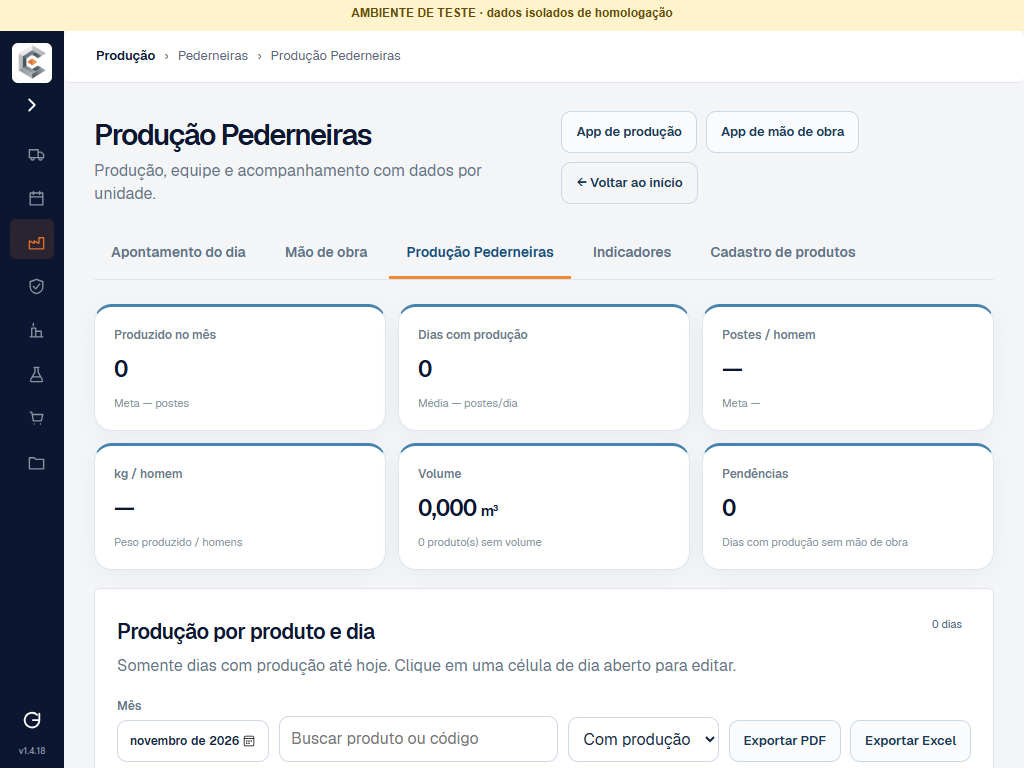 AMBIENTE DE TESTE · dados isolados de homologação
Produção › Pederneiras › Produção Pederneiras
Produção Pederneiras
Produção, equipe e acompanhamento com dados por
unidade.
App de produção
App de mão de obra
← Voltar ao início
Apontamento do dia
Mão de obra
Produção Pederneiras
Indicadores
Cadastro de produtos
Produzido no mês
0
Meta — postes
Dias com produção
0
Média — postes/dia
Postes / homem
—
Meta —
kg / homem
—
Peso produzido / homens
Volume
0,000 m³
0 produto(s) sem volume
Pendências
0
Dias com produção sem mão de obra
Produção por produto e dia
0 dias
Somente dias com produção até hoje. Clique em uma célula de dia aberto para editar.
Mês
novembro de 2026
Buscar produto ou código
Com produção
Exportar PDF
Exportar Excel
v1.4.18